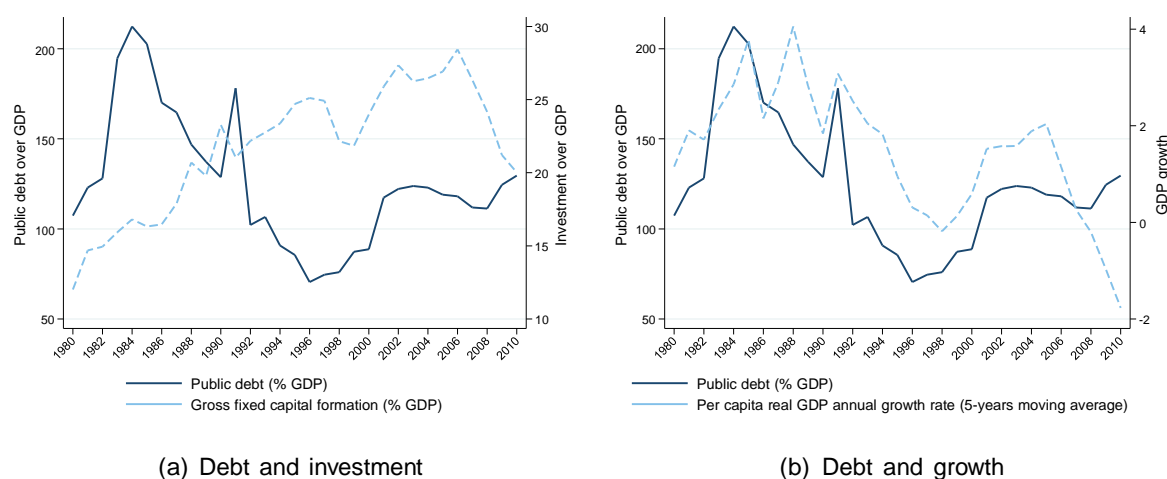 200
150
100
50
Public debt over GDP
30
25
20
15
10
Investment over GDP
1980 1982 1984 1986 1988 1990 1992 1994 1996 1998 2000 2002 2004 2006 2008 2010
Public debt (% GDP)
Gross fixed capital formation (% GDP)
(a) Debt and investment
200
150
100
50
Public debt over GDP
4
2
0
-2
GDP growth
1980 1982 1984 1986 1988 1990 1992 1994 1996 1998 2000 2002 2004 2006 2008 2010
Public debt (% GDP)
Per capita real GDP annual growth rate (5-years moving average)
(b) Debt and growth